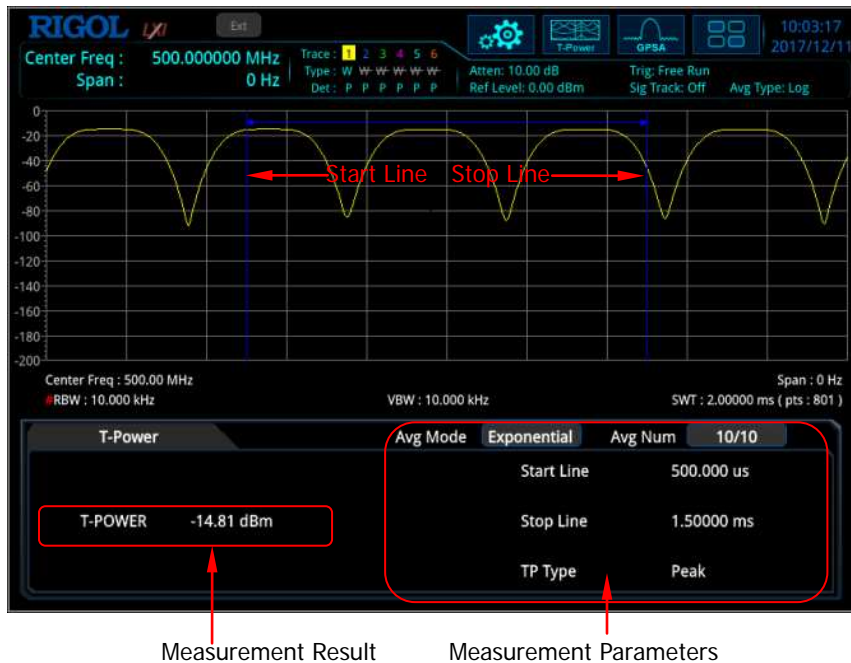 RIGOL LXI Ext
10:03:17
2017/12/11
T-Power GPSA
Center Freq : 500.000000 MHz
Span : 0 Hz
Trace : 1 2 3 4 5 6
Type : W W W W W W
Det : P P P P P P
Atten: 10.00 dB
Ref Level: 0.00 dBm
Trig: Free Run
Sig Track: Off Avg Type: Log
0
-20
-40
-60
-80
-100
-120
-140
-160
-180
-200
Start Line Stop Line
Center Freq : 500.00 MHz Span : 0 Hz
#RBW : 10.000 kHz VBW : 10.000 kHz SWT : 2.00000 ms ( pts : 801 )
T-Power
Avg Mode Exponential Avg Num 10/10
Start Line 500.000 us
T-POWER -14.81 dBm
Stop Line 1.50000 ms
TP Type Peak
Measurement Result Measurement Parameters